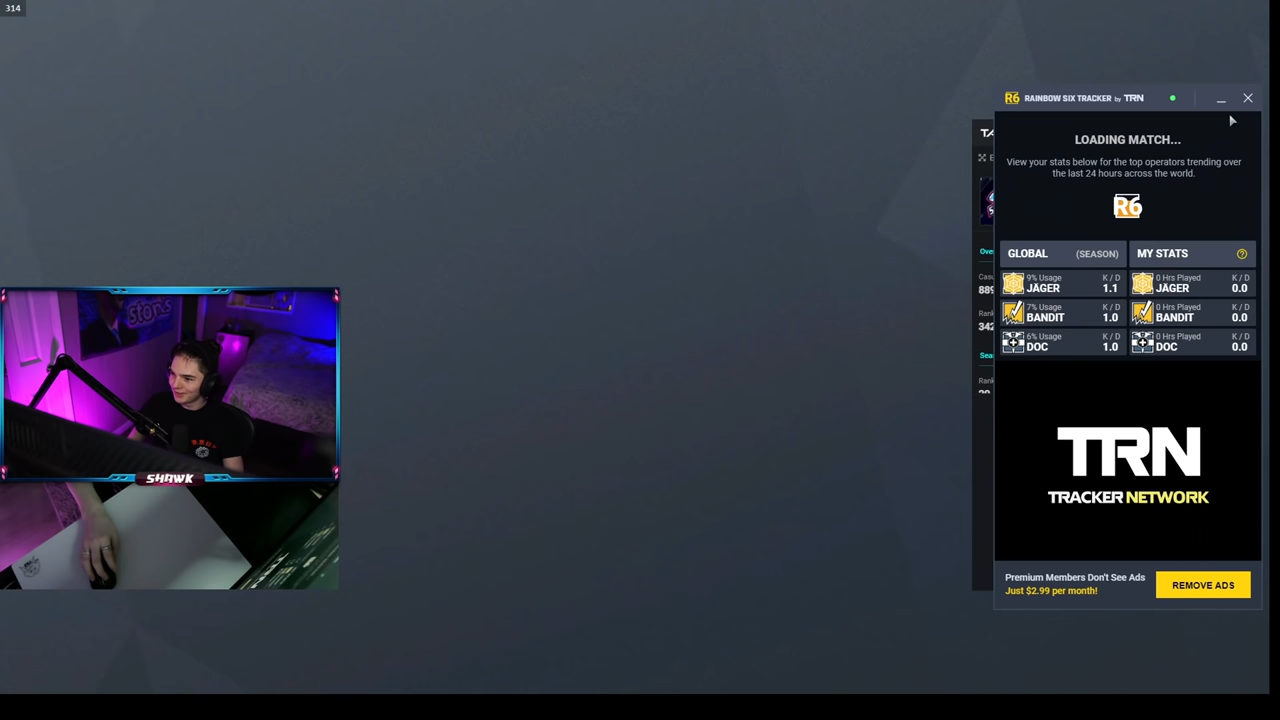 314
R6 RAINBOW SIX TRACKER by TRN
LOADING MATCH...
View your stats below for the top operators trending over
the last 24 hours across the world.
R6
GLOBAL (SEASON)
MY STATS
9% Usage K / D
JÄGER 1.1
0 Hrs Played K / D
JÄGER 0.0
7% Usage K / D
BANDIT 1.0
0 Hrs Played K / D
BANDIT 0.0
6% Usage K / D
DOC 1.0
0 Hrs Played K / D
DOC 0.0
TRN
TRACKER NETWORK
Premium Members Don't See Ads
Just $2.99 per month!
REMOVE ADS
SHAWK